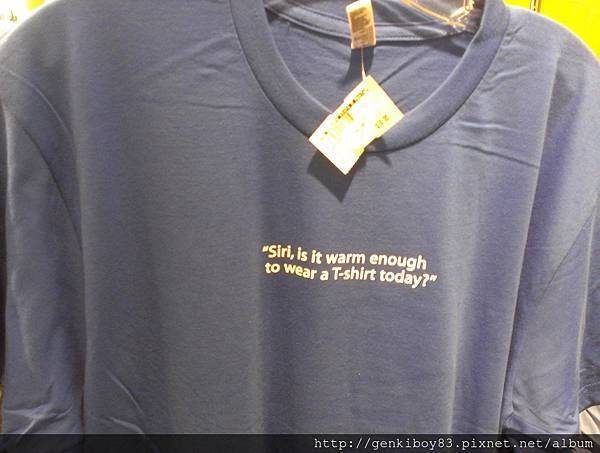 "Siri, is it warm enough
to wear a T-shirt today?"
http://genkiboy83.pixnet.net/album